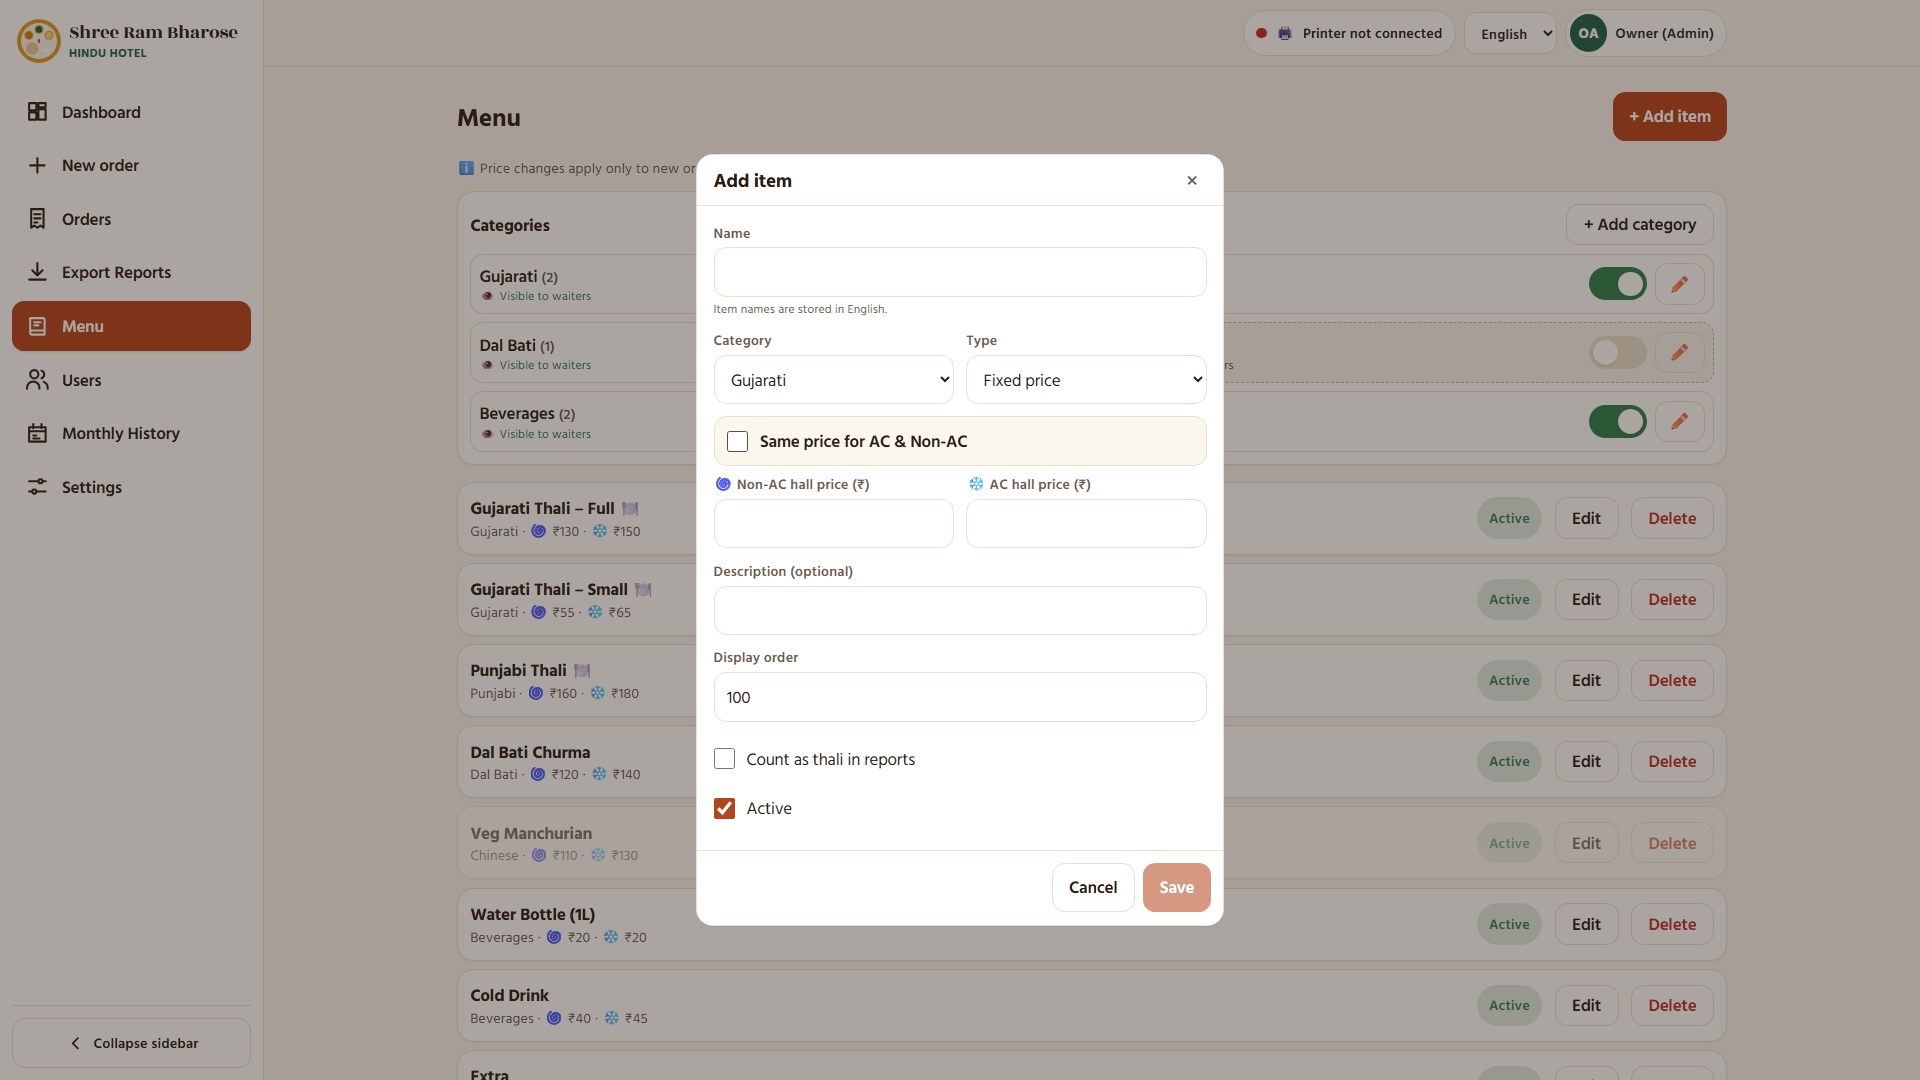 Shree Ram Bharose
HINDU HOTEL
Printer not connected
English
OA
Owner (Admin)
Dashboard
New order
Orders
Export Reports
Menu
Users
Monthly History
Settings
Collapse sidebar
Menu
+ Add item
Price changes apply only to new or
Categories
+ Add category
Gujarati (2)
Visible to waiters
Dal Bati (1)
Visible to waiters
rs
Beverages (2)
Visible to waiters
Gujarati Thali – Full
Gujarati · ₹130 · ₹150
Active
Edit
Delete
Gujarati Thali – Small
Gujarati · ₹55 · ₹65
Active
Edit
Delete
Punjabi Thali
Punjabi · ₹160 · ₹180
Active
Edit
Delete
Dal Bati Churma
Dal Bati · ₹120 · ₹140
Active
Edit
Delete
Veg Manchurian
Chinese · ₹110 · ₹130
Active
Edit
Delete
Water Bottle (1L)
Beverages · ₹20 · ₹20
Active
Edit
Delete
Cold Drink
Beverages · ₹40 · ₹45
Active
Edit
Delete
Extra
Add item
×
Name
Item names are stored in English.
Category
Type
Gujarati
Fixed price
Same price for AC & Non-AC
Non-AC hall price (₹)
AC hall price (₹)
Description (optional)
Display order
100
Count as thali in reports
Active
Cancel
Save